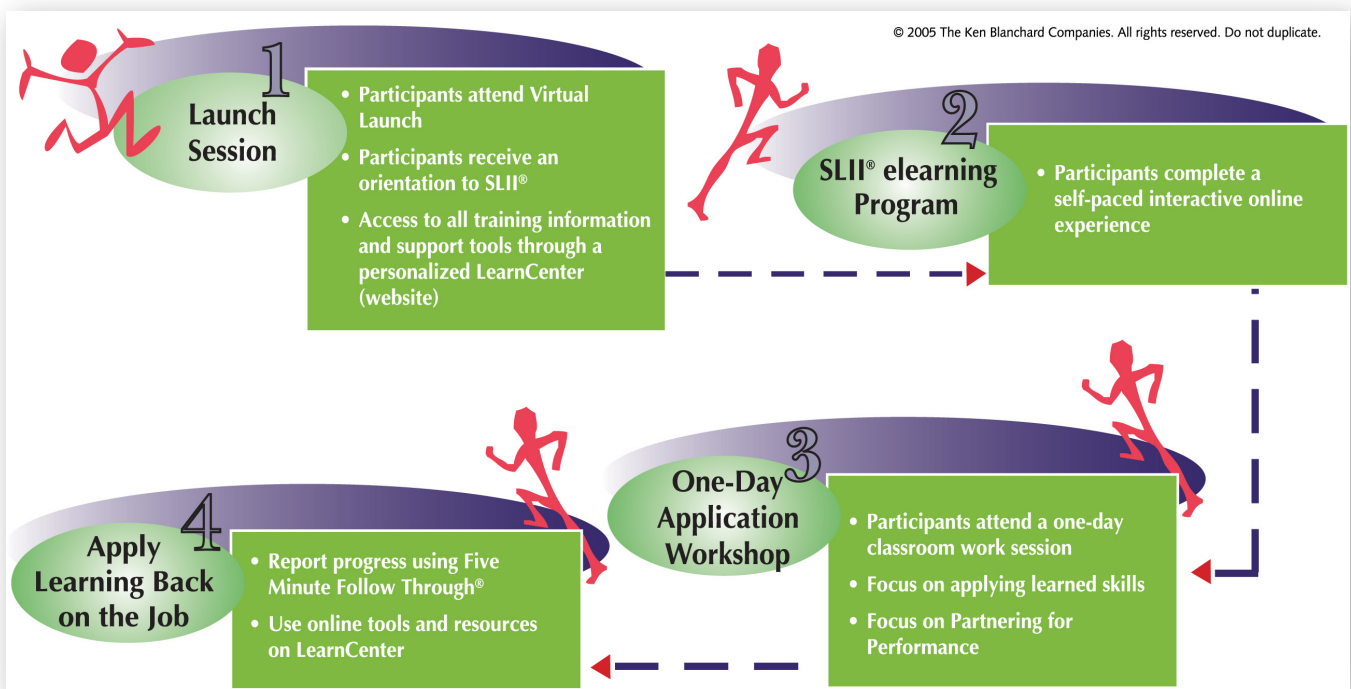 © 2005 The Ken Blanchard Companies. All rights reserved. Do not duplicate.
1
Launch
Session
• Participants attend Virtual
Launch
• Participants receive an
orientation to SLII®
• Access to all training information
and support tools through a
personalized LearnCenter
(website)
2
SLII® elearning
Program
• Participants complete a
self-paced interactive online
experience
3
One-Day
Application
Workshop
• Participants attend a one-day
classroom work session
• Focus on applying learned skills
• Focus on Partnering for
Performance
4
Apply
Learning Back
on the Job
• Report progress using Five
Minute Follow Through®
• Use online tools and resources
on LearnCenter